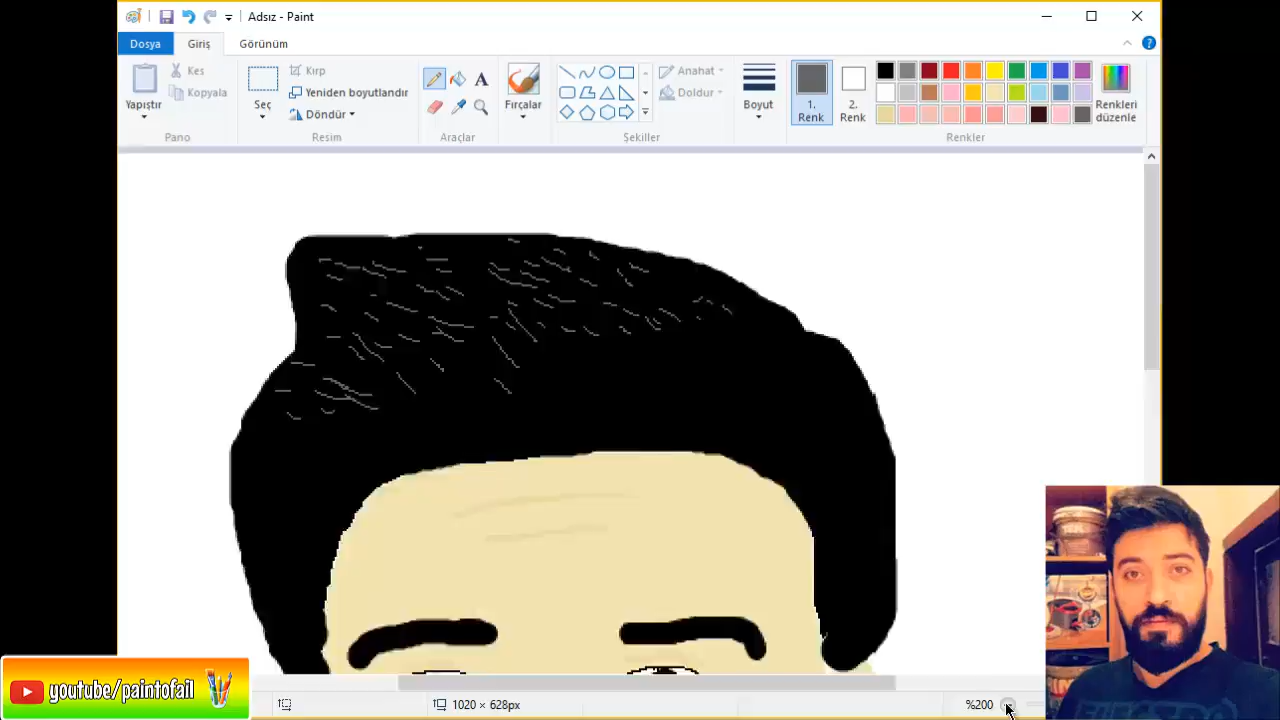 Adsız - Paint
Dosya Giriş Görünüm
Yapıştır
Kes
Kopyala
Pano
Seç
Kırp
Yeniden boyutlandır
Döndür
Resim
A
Araçlar
Fırçalar
Anahat
Doldur
Şekiller
Boyut
1.
Renk
2.
Renk
Renkleri
düzenle
Renkler
youtube/paintofail
1020 × 628px
%200